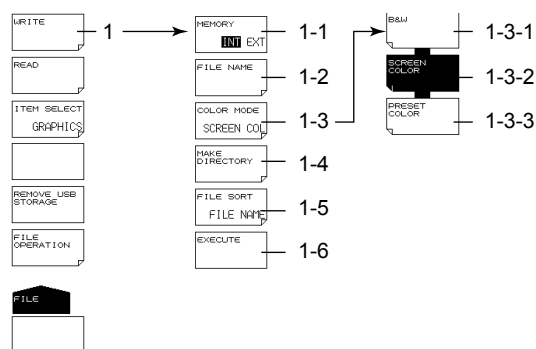 WRITE
1
READ
ITEM SELECT
GRAPHICS
REMOVE USB
STORAGE
FILE
OPERATION
FILE
MEMORY
INT EXT
1-1
FILE NAME
1-2
COLOR MODE
SCREEN COL
1-3
MAKE
DIRECTORY
1-4
FILE SORT
FILE NAME
1-5
EXECUTE
1-6
B&W
1-3-1
SCREEN
COLOR
1-3-2
PRESET
COLOR
1-3-3